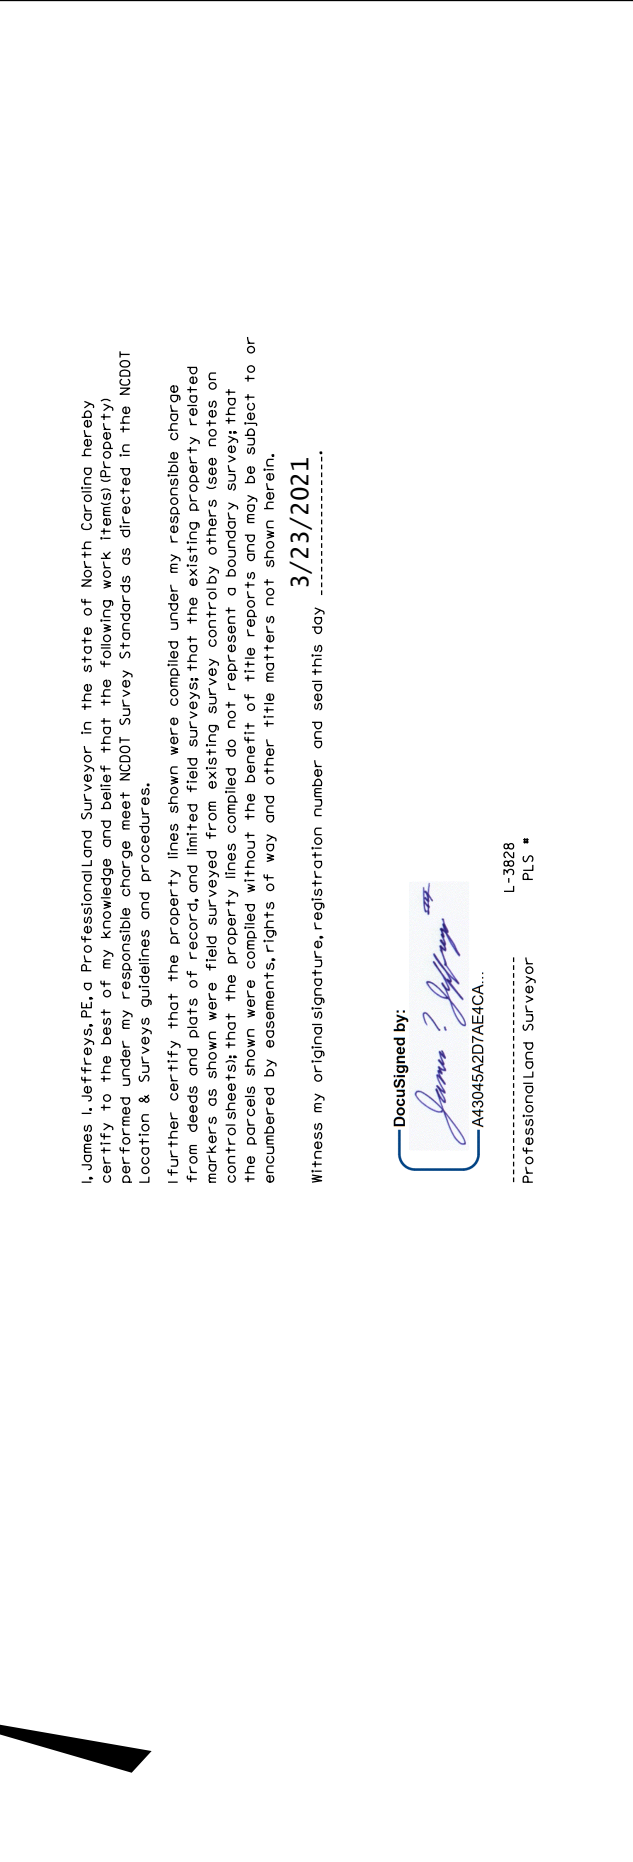 I, James I. Jeffreys, PE, a Professional Land Surveyor in the state of North Carolina hereby
certify to the best of my knowledge and belief that the following work item(s) (Property)
performed under my responsible charge meet NCDOT Survey Standards as directed in the NCDOT
Location & Surveys guidelines and procedures.
I further certify that the property lines shown were compiled under my responsible charge
from deeds and plats of record, and limited field surveys; that the existing property related
markers as shown were field surveyed from existing survey control by others (see notes on
control sheets); that the property lines compiled do not represent a boundary survey; that
the parcels shown were compiled without the benefit of title reports and may be subject to or
encumbered by easements, rights of way and other title matters not shown herein.
Witness my original signature, registration number and seal this day 3/23/2021.
DocuSigned by:
James ? Jeffreys III
A43045A2D7AE4CA...
L-3828
Professional Land Surveyor PLS #